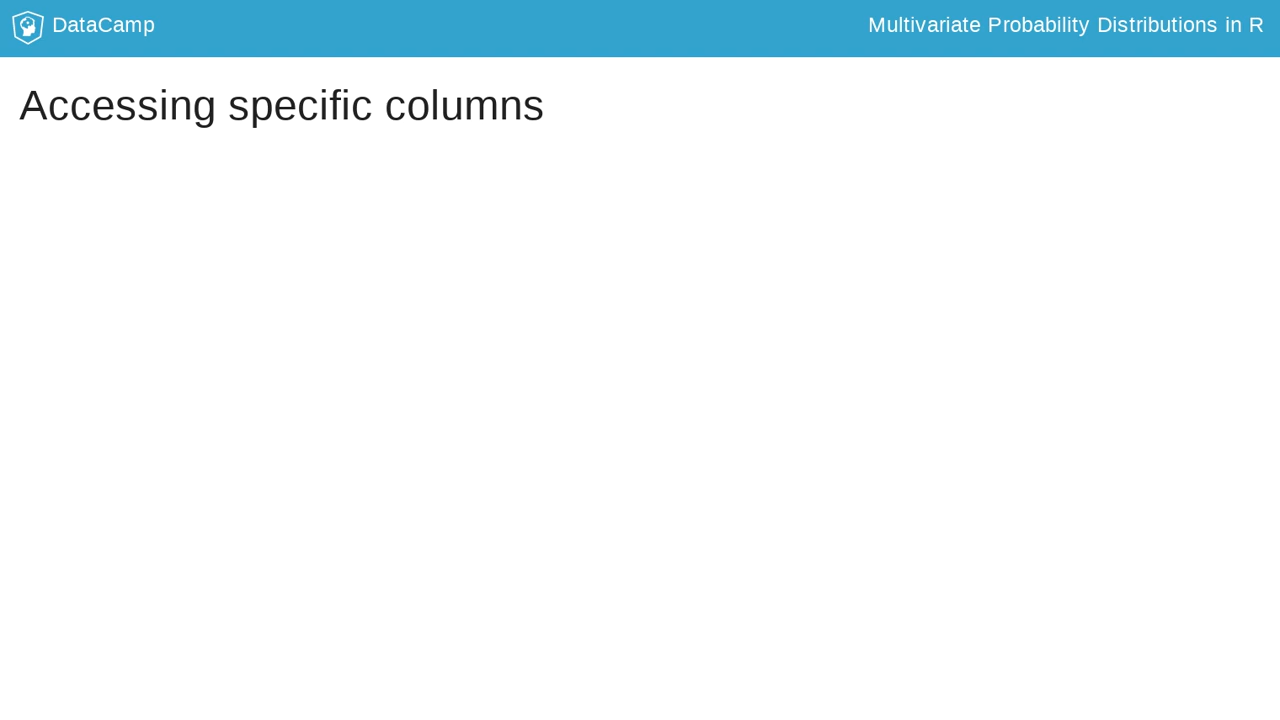 DataCamp
Multivariate Probability Distributions in R
Accessing specific columns